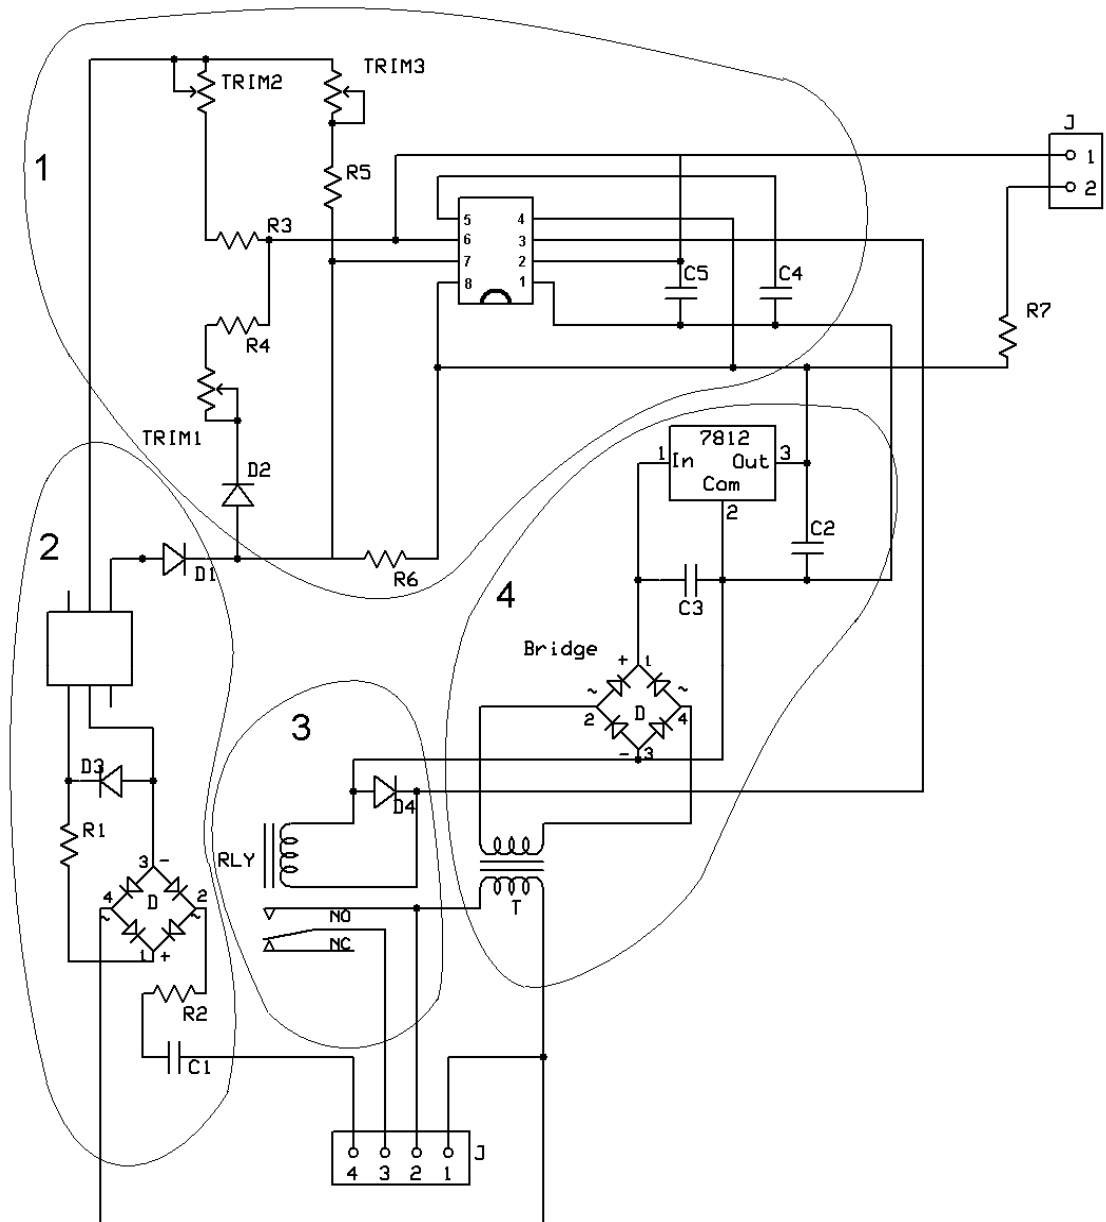 TRIM2
TRIM3
J
1
1
2
R5
R3
5 4
6 3
7 2
8 1
C5
C4
R4
R7
TRIM1
D2
7812
1 In Out 3
Com
2
2
C2
D1
R6
C3
4
Bridge
+ 1
~ ~
2 D 4
- 3
3
D3
D4
R1
RLY
3 -
4 D 2
~ ~
1 +
T
NO
NC
R2
C1
J
4 3 2 1